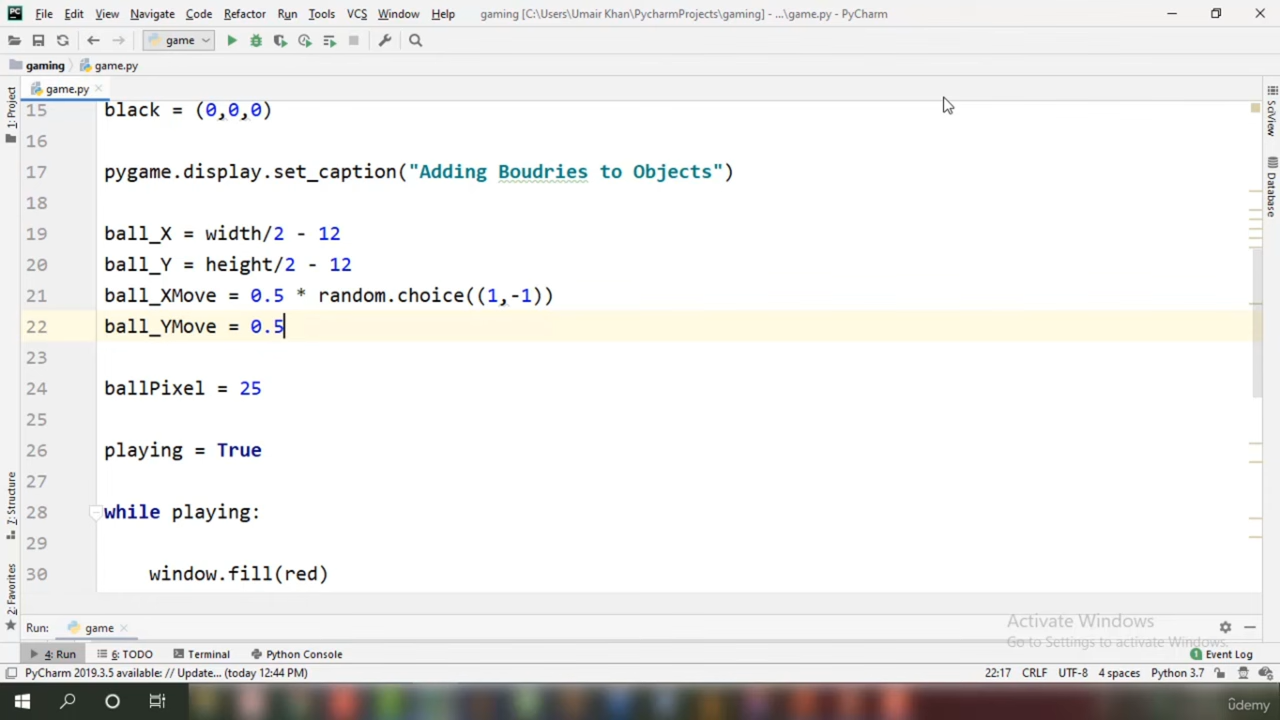 File Edit View Navigate Code Refactor Run Tools VCS Window Help gaming [C:\Users\Umair Khan\PycharmProjects\gaming] - ...\game.py - PyCharm
game
gaming game.py
game.py
1: Project
SciView
Database
15 black = (0,0,0)
16
17 pygame.display.set_caption("Adding Boudries to Objects")
18
19 ball_X = width/2 - 12
20 ball_Y = height/2 - 12
21 ball_XMove = 0.5 * random.choice((1,-1))
22 ball_YMove = 0.5
23
24 ballPixel = 25
25
26 playing = True
27
28 while playing:
29
30 window.fill(red)
7: Structure
2: Favorites
Activate Windows
Go to Settings to activate Windows.
Run: game
4: Run 6: TODO Terminal Python Console 1 Event Log
PyCharm 2019.3.5 available: // Update... (today 12:44 PM) 22:17 CRLF UTF-8 4 spaces Python 3.7
ûdemy